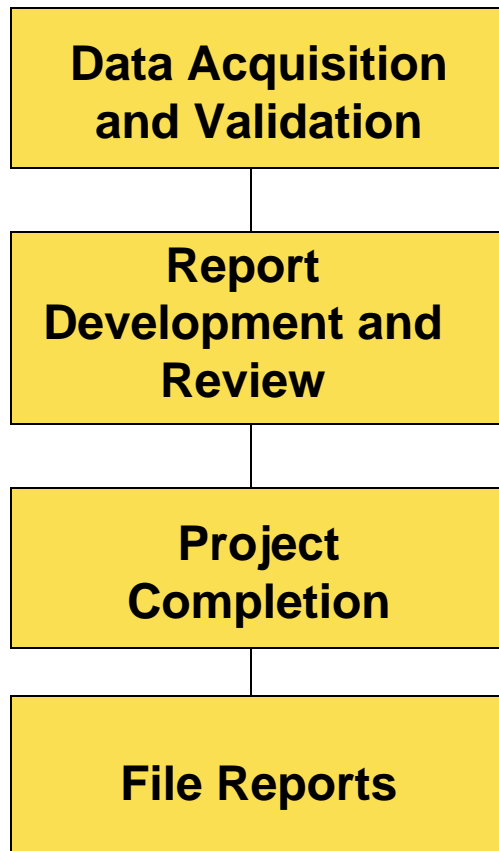 Data Acquisition
and Validation
Report
Development and
Review
Project
Completion
File Reports